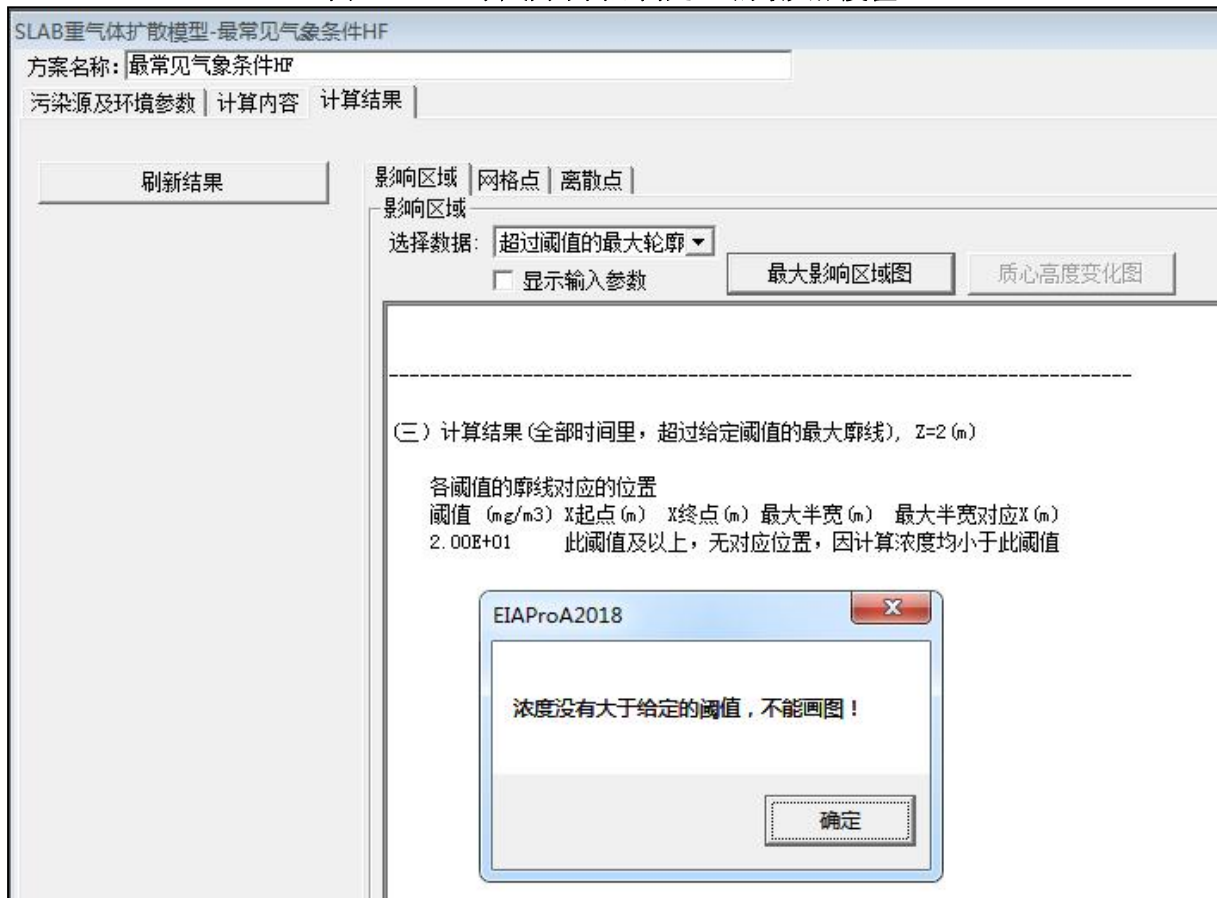 SLAB重气体扩散模型-最常见气象条件HF
方案名称: 最常见气象条件HF
污染源及环境参数 计算内容 计算结果
刷新结果
影响区域 网格点 离散点
影响区域
选择数据: 超过阈值的最大轮廓
显示输入参数 最大影响区域图 质心高度变化图
(三) 计算结果(全部时间里，超过给定阈值的最大廓线), Z=2(m)
各阈值的廓线对应的位置
阈值 (mg/m3) X起点(m) X终点(m) 最大半宽(m) 最大半宽对应X(m)
2.00E+01 此阈值及以上，无对应位置，因计算浓度均小于此阈值
EIAProA2018
浓度没有大于给定的阈值，不能画图！
确定